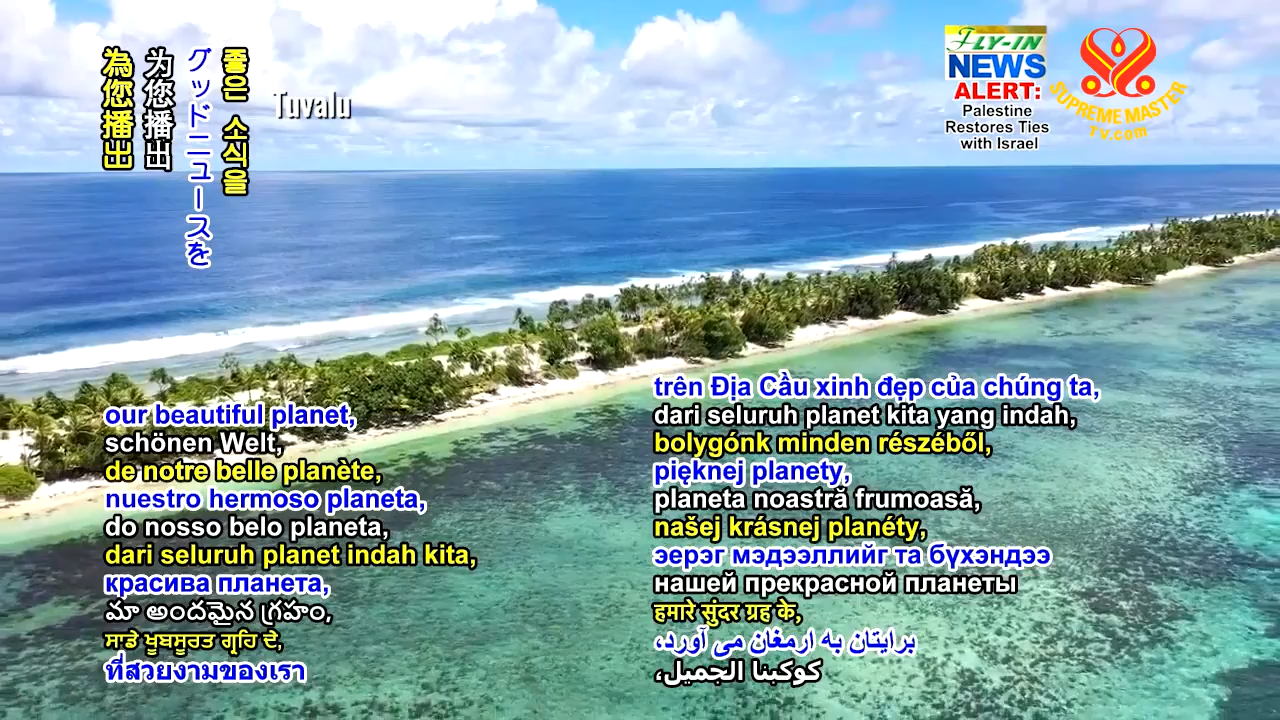 為您播出
为您播出
グッドニュースを
좋은 소식을
Tuvalu
FLY-IN
NEWS
ALERT:
Palestine
Restores Ties
with Israel
SUPREME MASTER
TV.com
our beautiful planet,
schönen Welt,
de notre belle planète,
nuestro hermoso planeta,
do nosso belo planeta,
dari seluruh planet indah kita,
красива планета,
మా అందమైన గ్రహం,
ਸਾਡੇ ਖੂਬਸੂਰਤ ਗ੍ਰਹਿ ਦੇ,
ที่สวยงามของเรา
trên Địa Cầu xinh đẹp của chúng ta,
dari seluruh planet kita yang indah,
bolygónk minden részéből,
pięknej planety,
planeta noastră frumoasă,
našej krásnej planéty,
эерэг мэдээллийг та бүхэндээ
нашей прекрасной планеты
हमारे सुंदर ग्रह के,
برایتان به ارمغان می آورد،
كوكبنا الجميل،